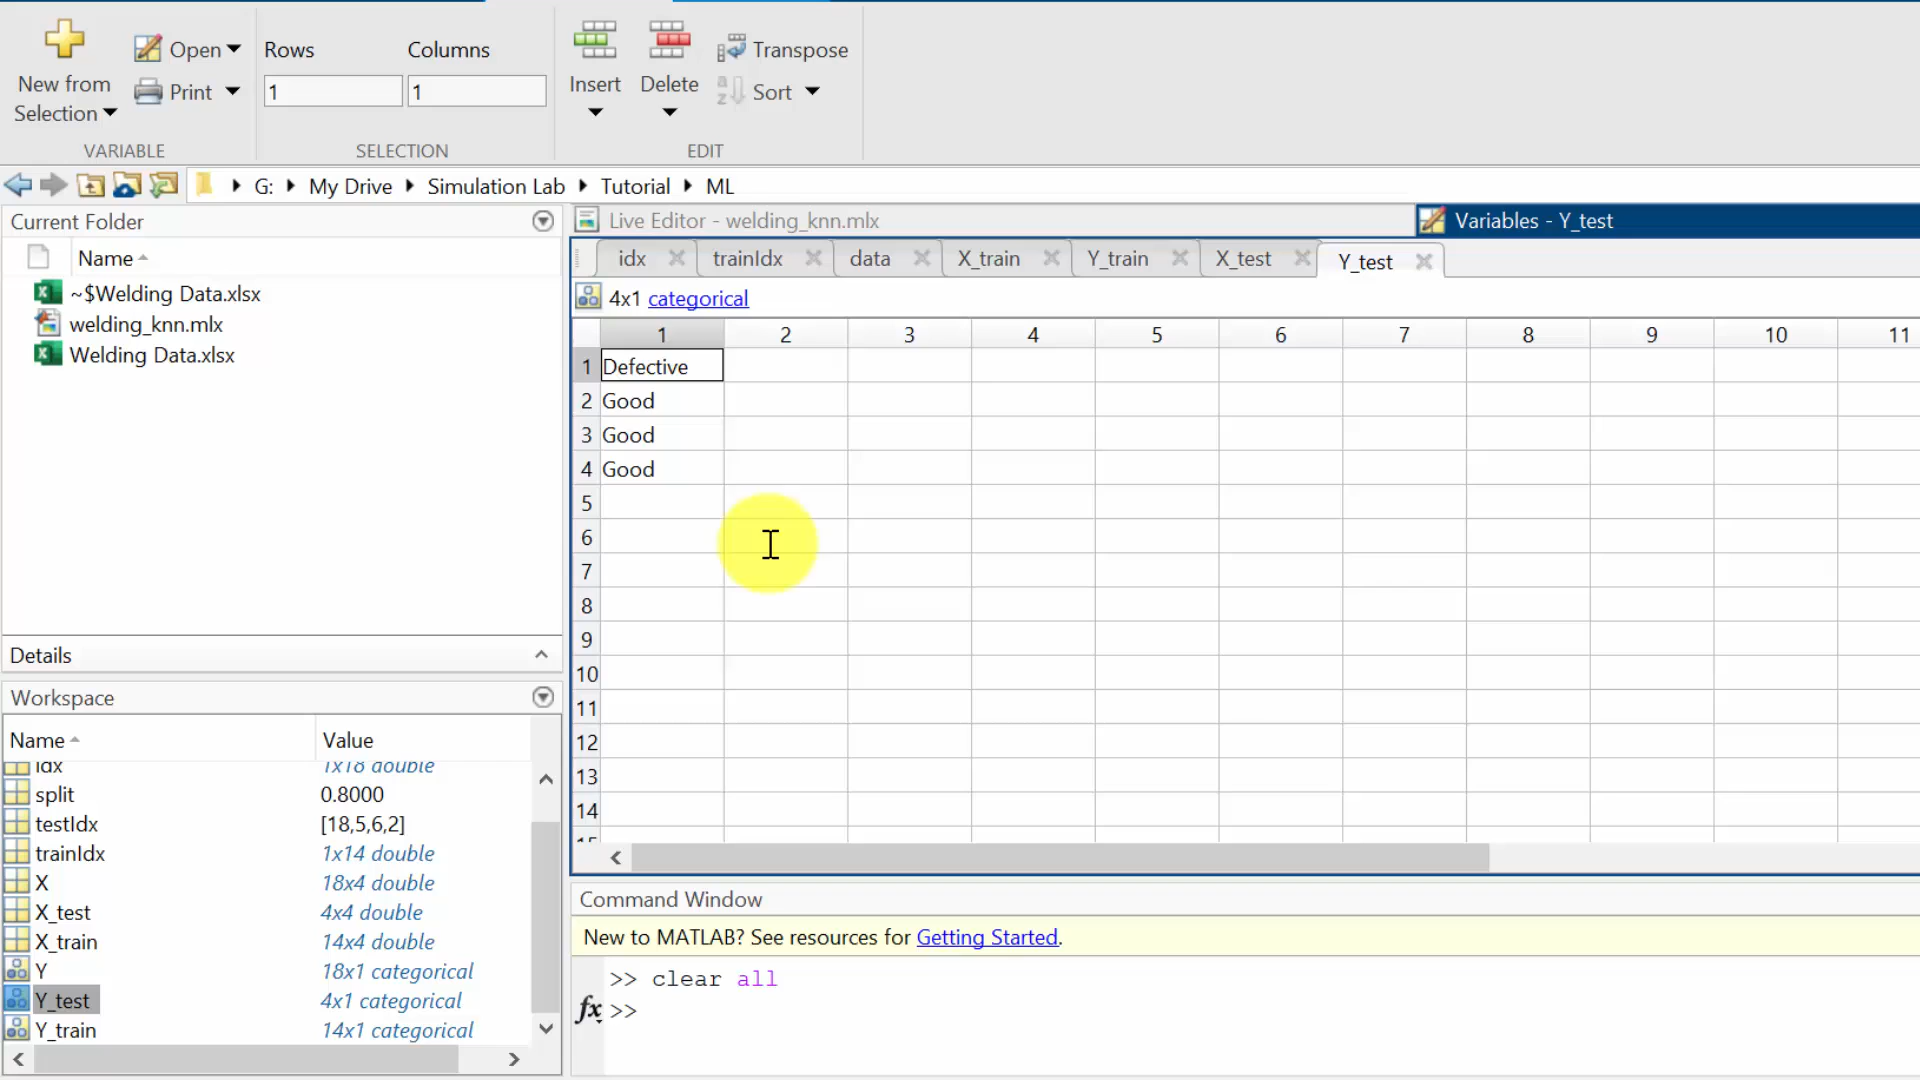 New from
Selection
Open
Print
VARIABLE
Rows
Columns
1
1
SELECTION
Insert
Delete
Transpose
Sort
EDIT
G: My Drive Simulation Lab Tutorial ML
Current Folder
Name
~$Welding Data.xlsx
welding_knn.mlx
Welding Data.xlsx
Details
Workspace
Name Value
idx 1x18 double
split 0.8000
testIdx [18,5,6,2]
trainIdx 1x14 double
X 18x4 double
X_test 4x4 double
X_train 14x4 double
Y 18x1 categorical
Y_test 4x1 categorical
Y_train 14x1 categorical
Live Editor - welding_knn.mlx
Variables - Y_test
idx trainIdx data X_train Y_train X_test Y_test
4x1 categorical
1 2 3 4 5 6 7 8 9 10 11
1 Defective
2 Good
3 Good
4 Good
5
6
7
8
9
10
11
12
13
14
15
Command Window
New to MATLAB? See resources for Getting Started.
>> clear all
fx >>